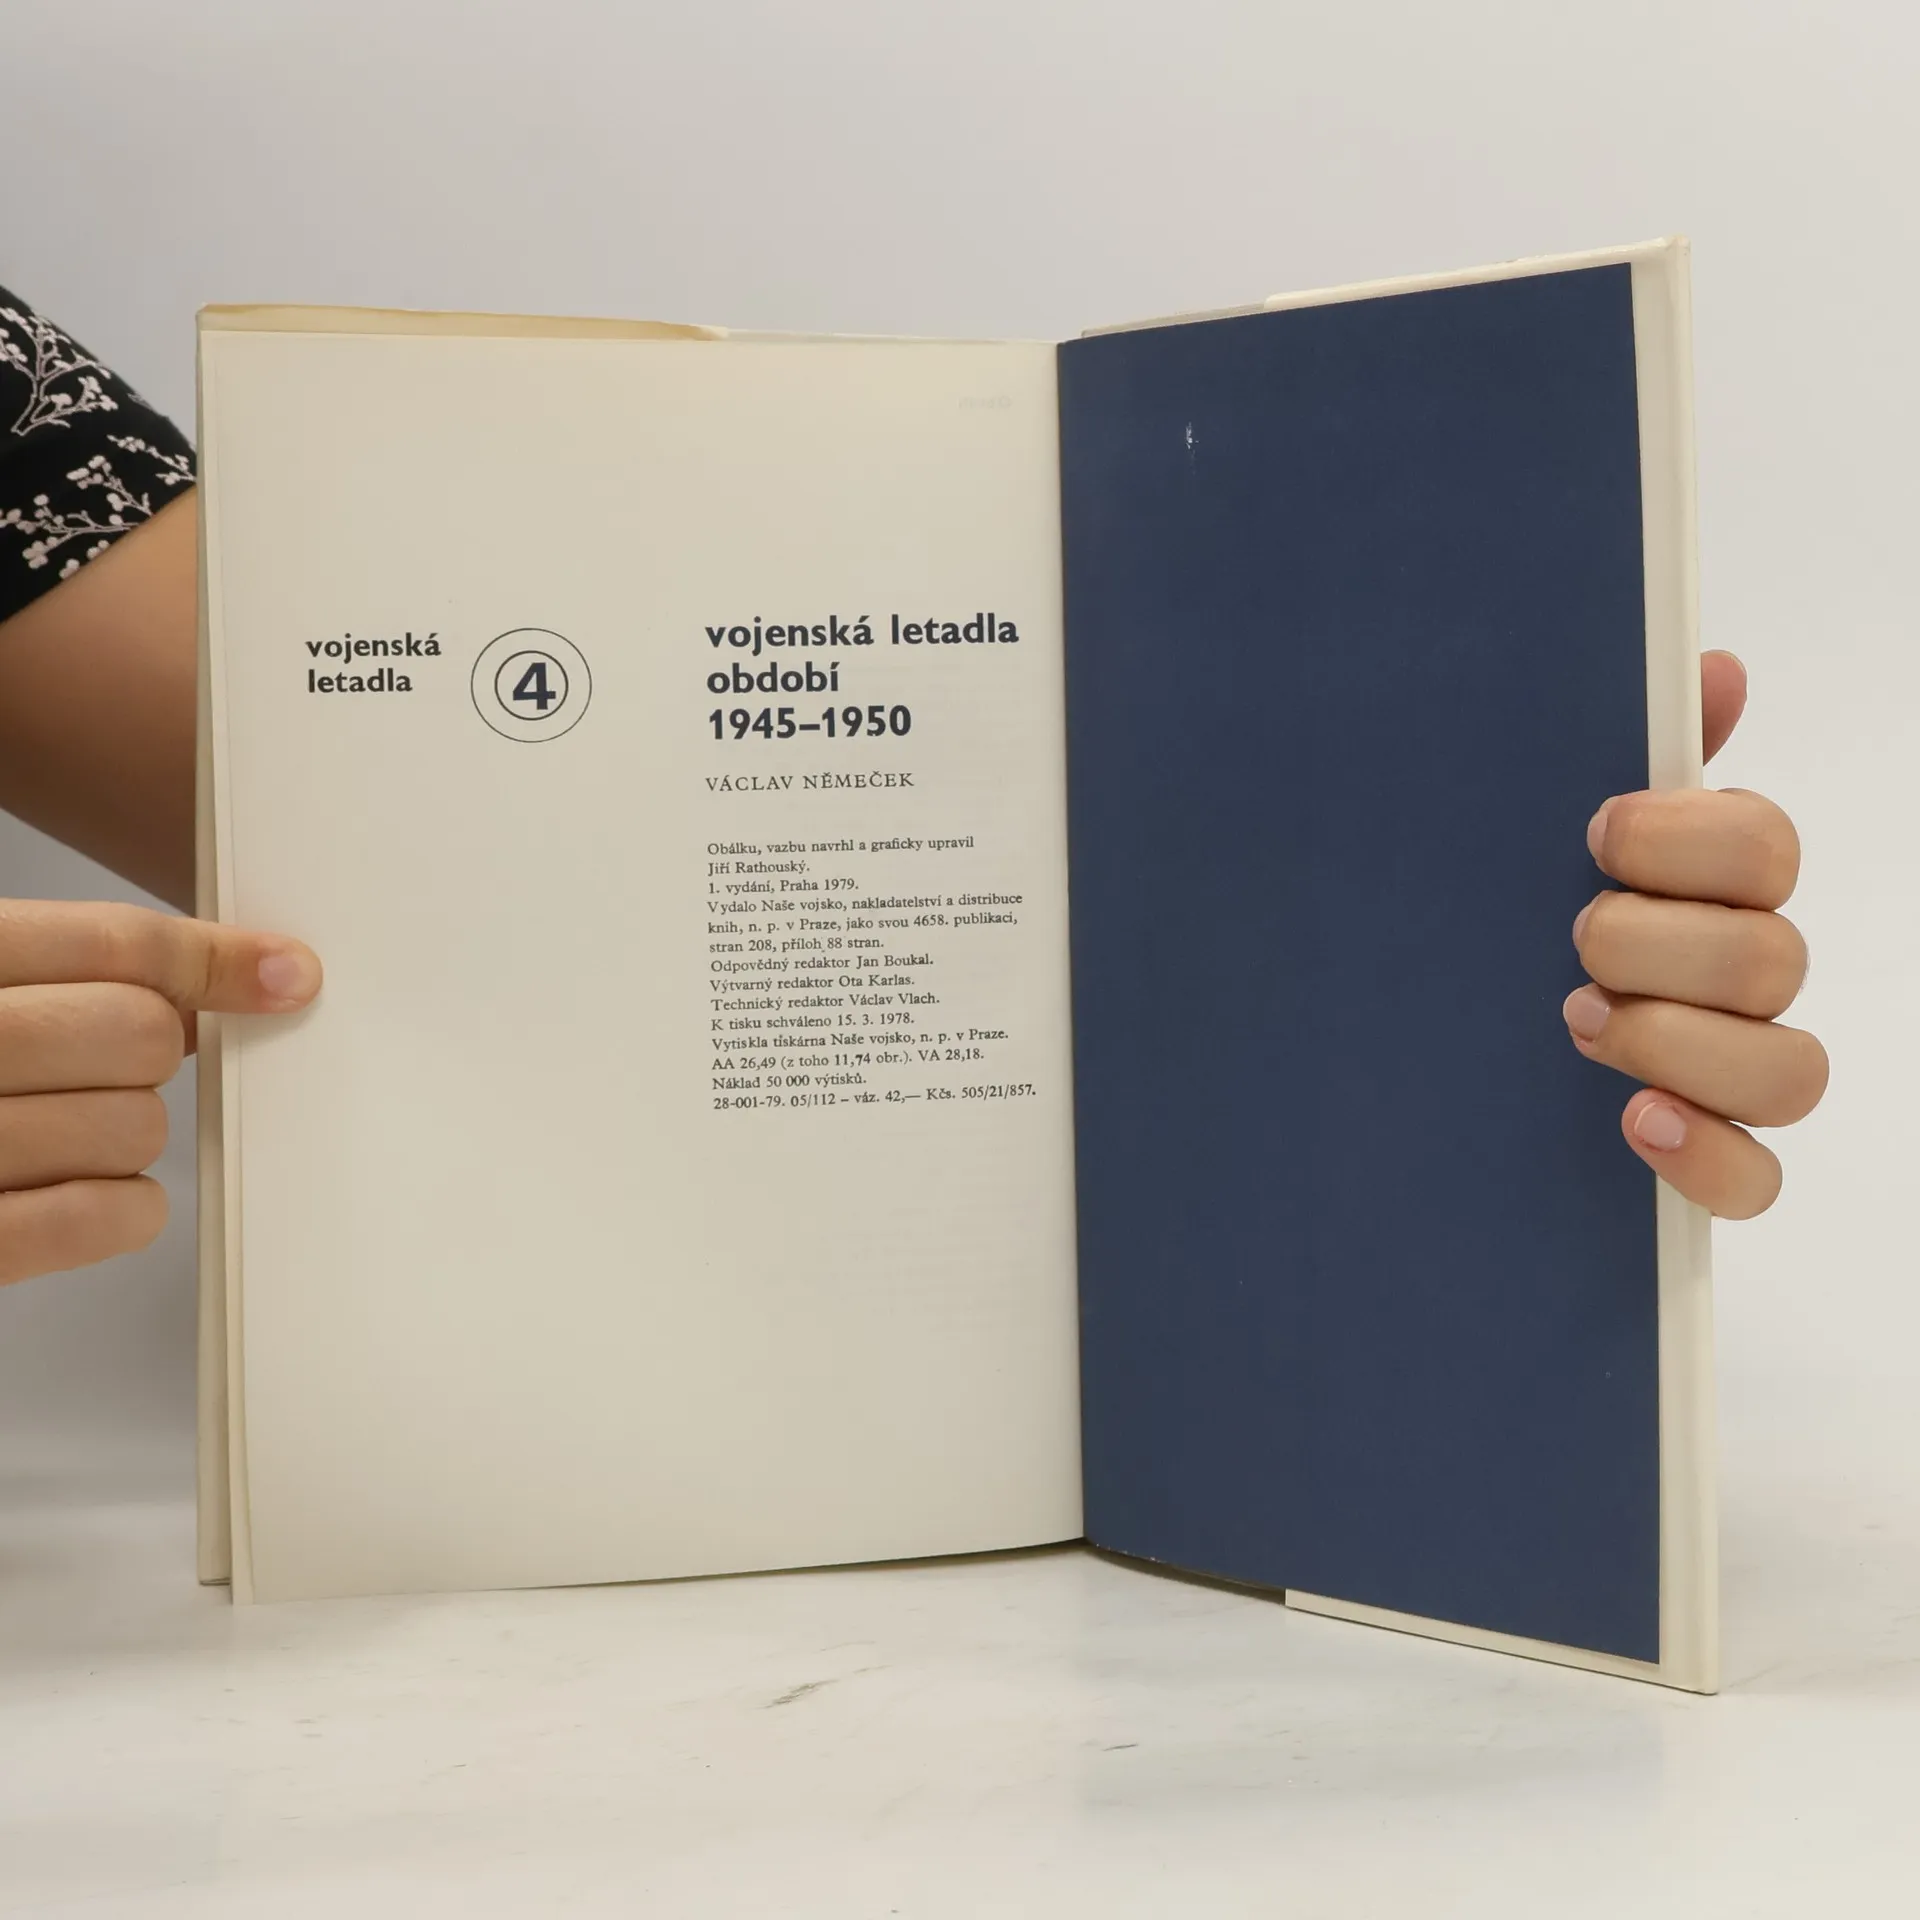 vojenská
letadla
4
vojenská letadla
období
1945–1950
VÁCLAV NĚMEČEK
Obálku, vazbu navrhl a graficky upravil
Jiří Rathouský.
1. vydání, Praha 1979.
Vydalo Naše vojsko, nakladatelství a distribuce
knih, n. p. v Praze, jako svou 4658. publikaci,
stran 208, příloh 88 stran.
Odpovědný redaktor Jan Boukal.
Výtvarný redaktor Ota Karlas.
Technický redaktor Václav Vlach.
K tisku schváleno 15. 3. 1978.
Vytiskla tiskárna Naše vojsko, n. p. v Praze.
AA 26,49 (z toho 11,74 obr.). VA 28,18.
Náklad 50 000 výtisků.
28-001-79. 05/112 – váz. 42,— Kčs. 505/21/857.